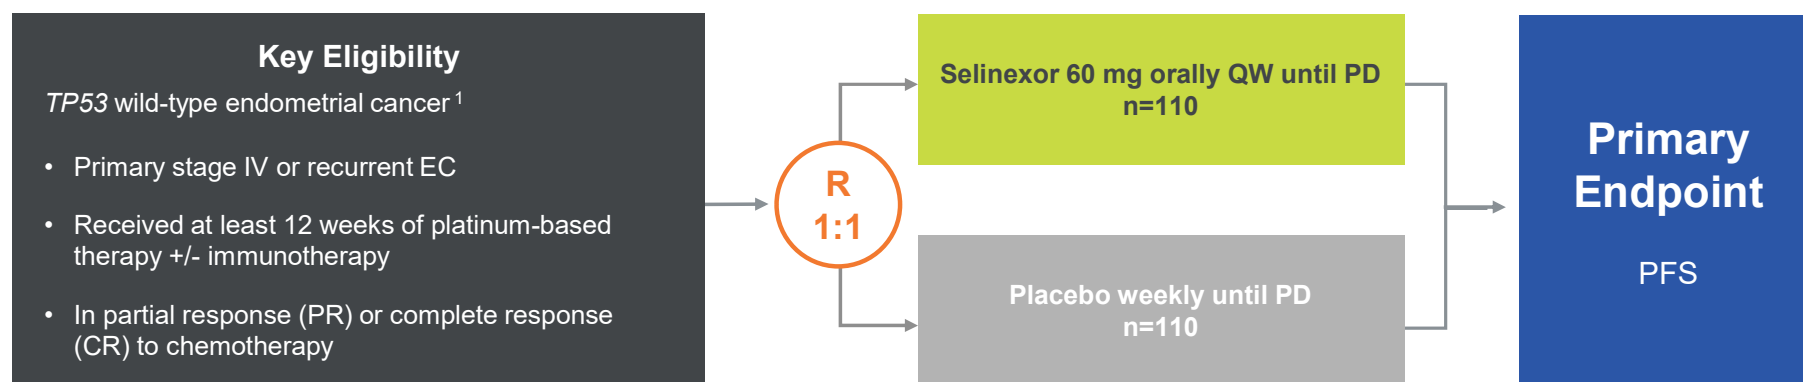 Key Eligibility
TP53 wild-type endometrial cancer 1
• Primary stage IV or recurrent EC
• Received at least 12 weeks of platinum-based
therapy +/- immunotherapy
• In partial response (PR) or complete response
(CR) to chemotherapy
R
1:1
Selinexor 60 mg orally QW until PD
n=110
Placebo weekly until PD
n=110
Primary
Endpoint
PFS